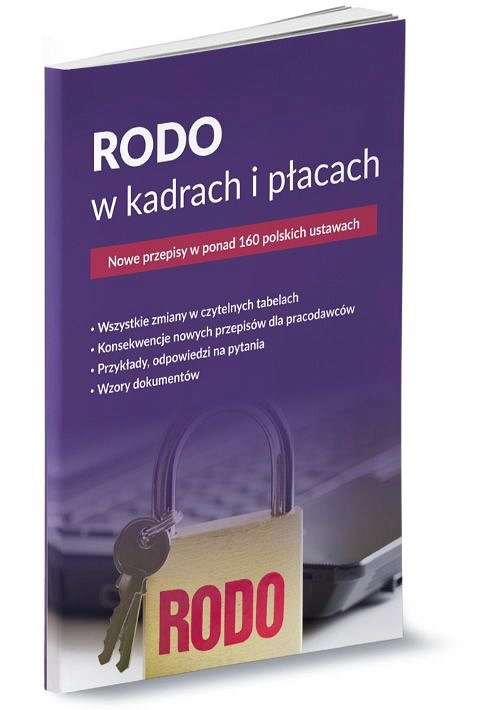 RODO
w kadrach i płacach
Nowe przepisy w ponad 160 polskich ustawach
• Wszystkie zmiany w czytelnych tabelach
• Konsekwencje nowych przepisów dla pracodawców
• Przykłady, odpowiedzi na pytania
• Wzory dokumentów
RODO